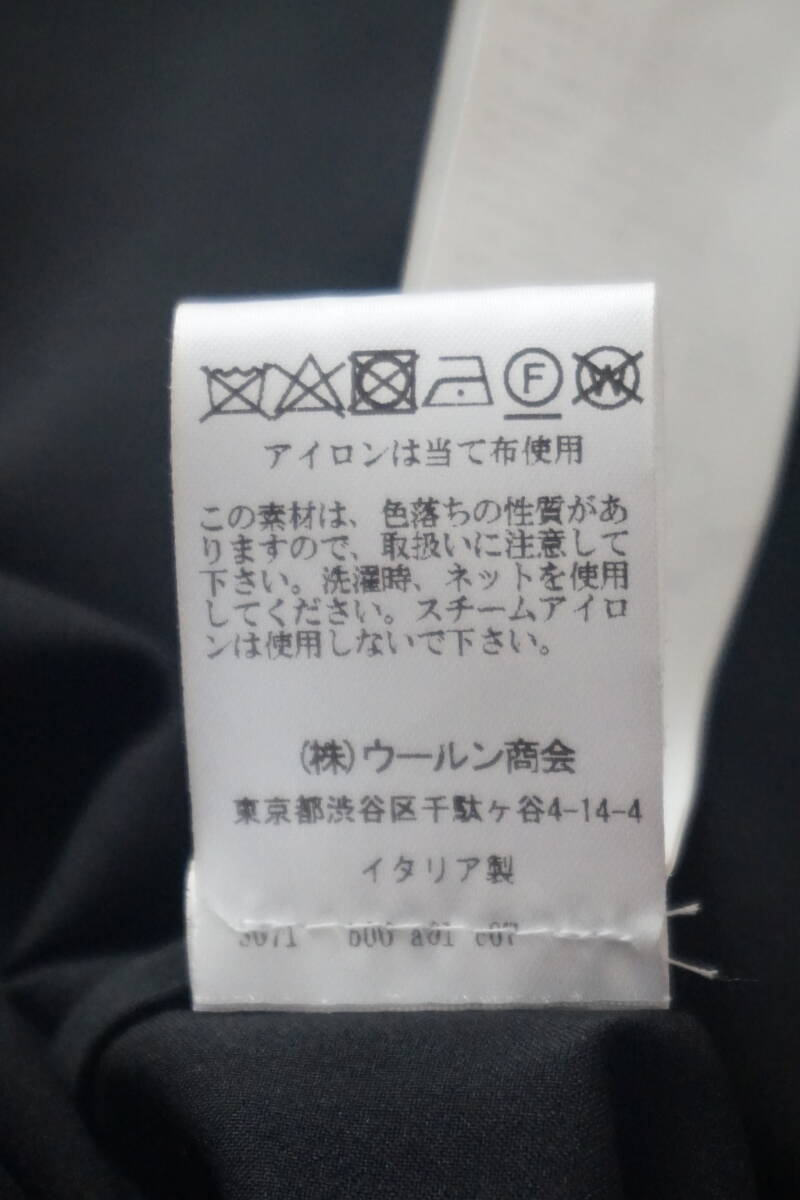 F W
アイロンは当て布使用
この素材は、色落ちの性質があ
りますので、取扱いに注意して
下さい。洗濯時、ネットを使用
してください。スチームアイロ
ンは使用しないで下さい。
(株)ウールン商会
東京都渋谷区千駄ヶ谷4-14-4
イタリア製